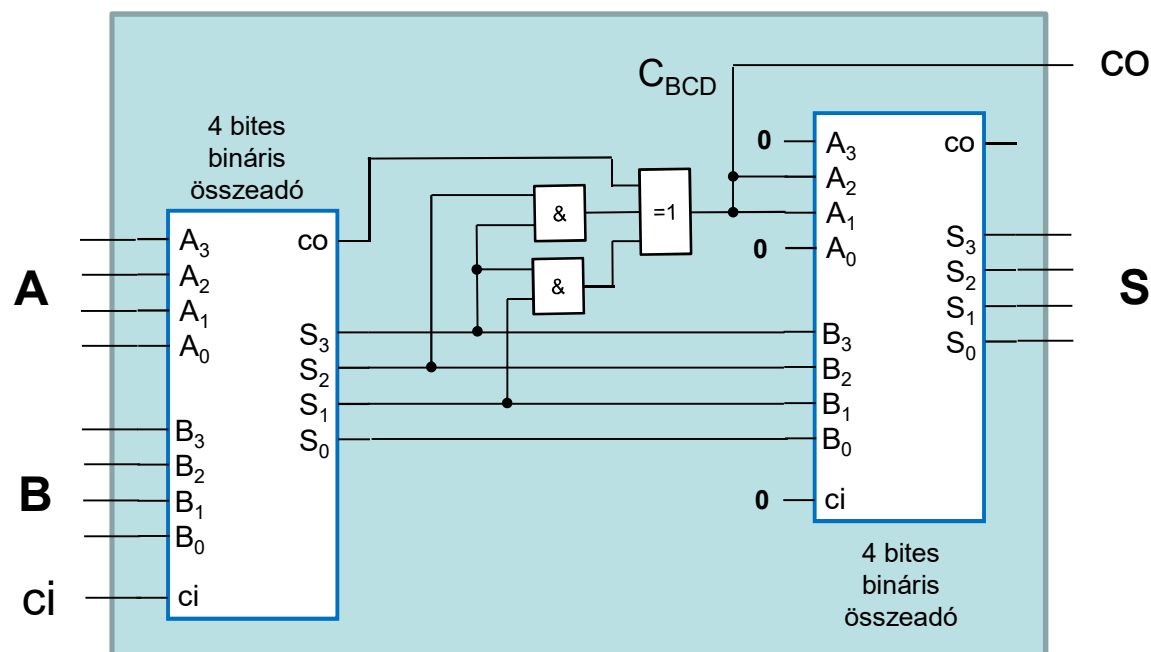 co
C_BCD
4 bites
bináris
összeadó
A
A₃
A₂
A₁
A₀
B
B₃
B₂
B₁
B₀
ci
ci
co
S₃
S₂
S₁
S₀
&
&
=1
0
0
0
A₃
A₂
A₁
A₀
B₃
B₂
B₁
B₀
ci
co
S₃
S₂
S₁
S₀
S
4 bites
bináris
összeadó